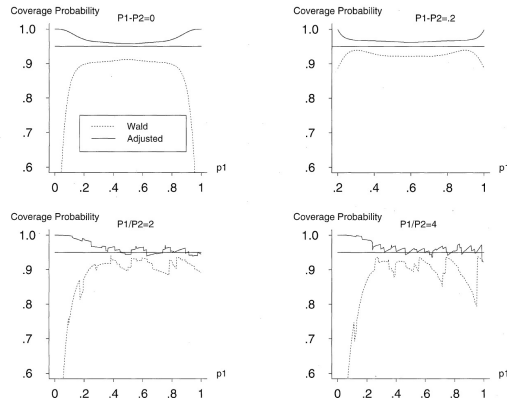 Coverage Probability
P1-P2=0
1.0
.9
.8
.7
.6
Wald
Adjusted
p1
0 .2 .4 .6 .8 1
Coverage Probability
P1-P2=.2
1.0
.9
.8
.7
.6
p1
.2 .4 .6 .8 1
Coverage Probability
P1/P2=2
1.0
.9
.8
.7
.6
p1
0 .2 .4 .6 .8 1
Coverage Probability
P1/P2=4
1.0
.9
.8
.7
.6
p1
0 .2 .4 .6 .8 1